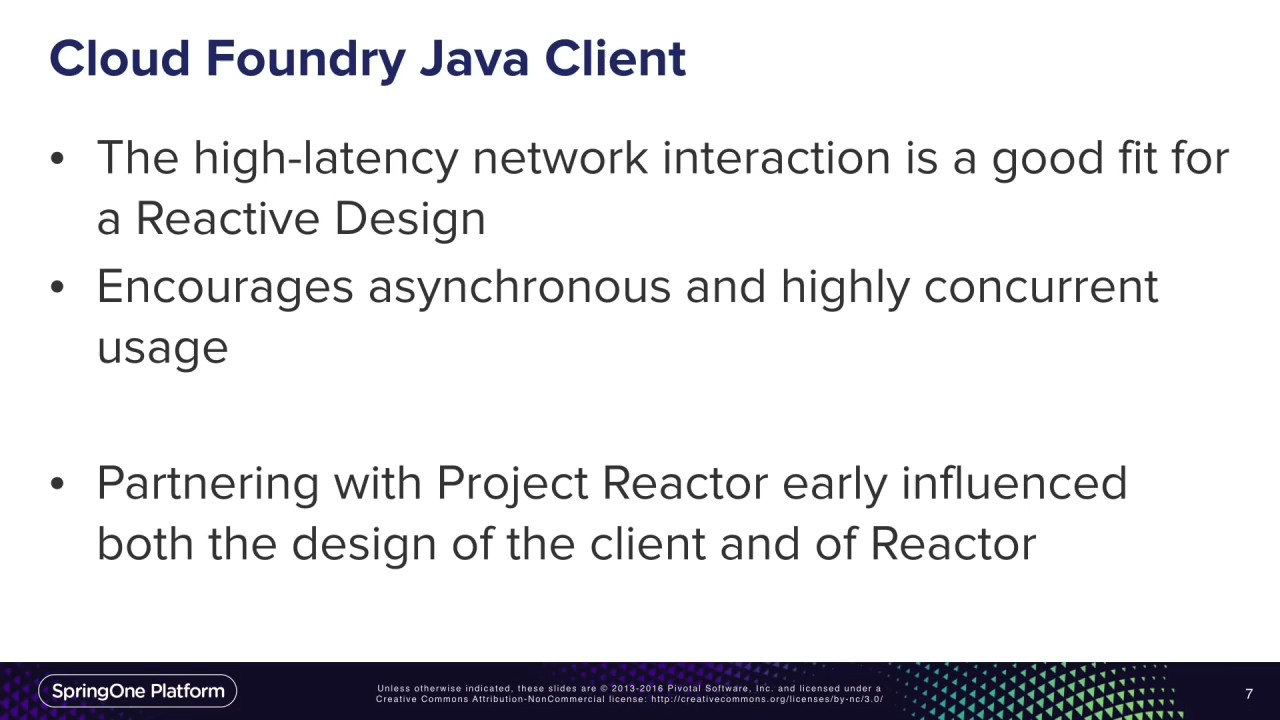 Cloud Foundry Java Client
• The high-latency network interaction is a good fit for
a Reactive Design
• Encourages asynchronous and highly concurrent
usage
• Partnering with Project Reactor early influenced
both the design of the client and of Reactor
SpringOne Platform
Unless otherwise indicated, these slides are © 2013-2016 Pivotal Software, Inc. and licensed under a
Creative Commons Attribution-NonCommercial license: http://creativecommons.org/licenses/by-nc/3.0/
7